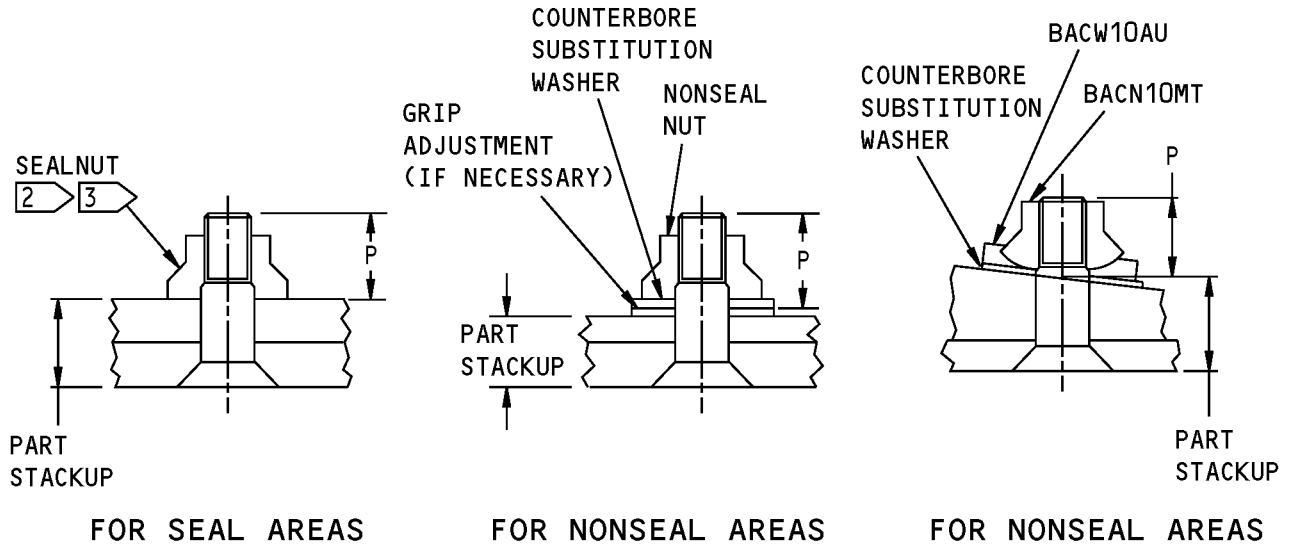 SEALNUT
2 3
P
PART
STACKUP
FOR SEAL AREAS
COUNTERBORE
SUBSTITUTION
WASHER
NONSEAL
NUT
GRIP
ADJUSTMENT
(IF NECESSARY)
P
PART
STACKUP
FOR NONSEAL AREAS
BACW10AU
COUNTERBORE
SUBSTITUTION
WASHER
BACN10MT
P
PART
STACKUP
FOR NONSEAL AREAS